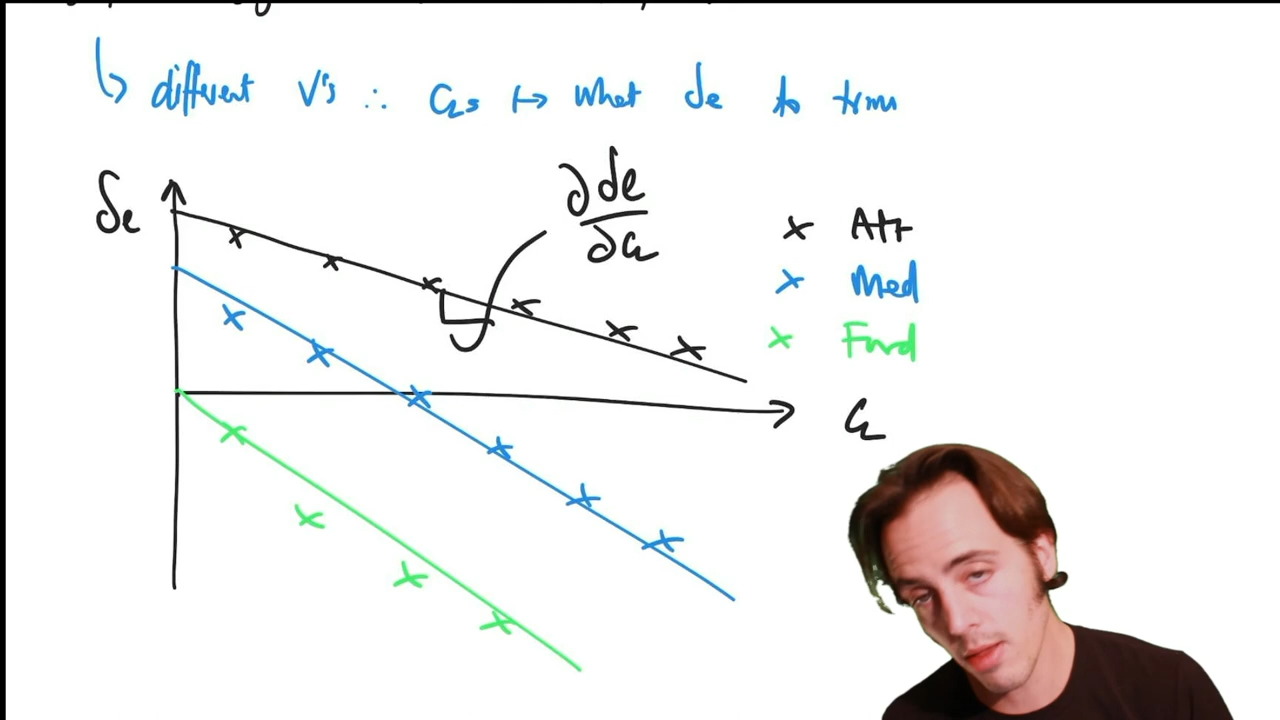 different V's ∴ CLs ↦ what δe to trim
δe
∂δe
∂CL
x Aft
x Med
x Fwd
CL